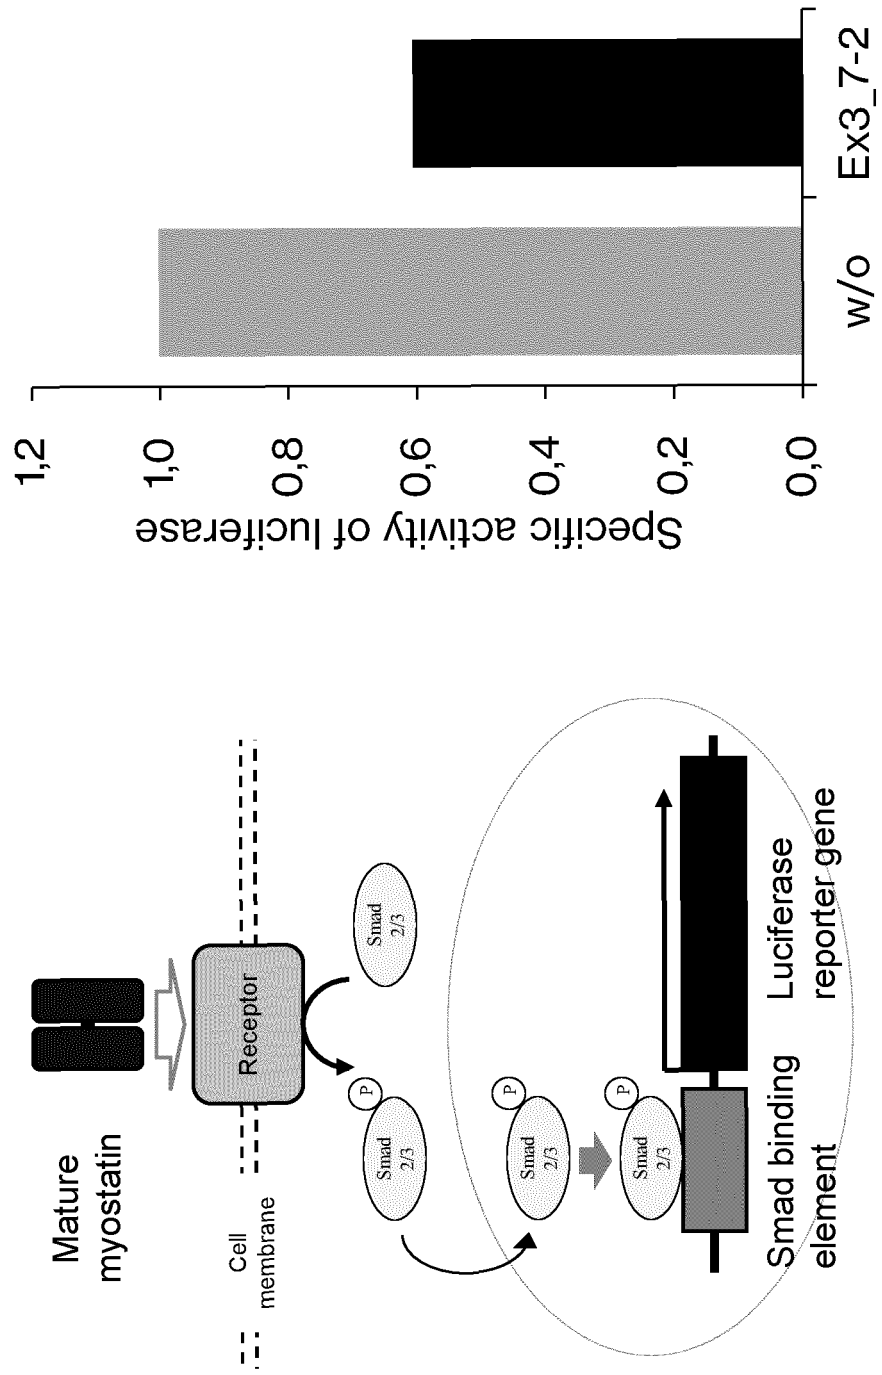 Mature
myostatin
Cell
membrane
Receptor
Smad
2/3
P
Smad
2/3
P
Smad
2/3
P
Smad
2/3
Smad binding
element
Luciferase
reporter gene
Specific activity of luciferase
1,2
1,0
0,8
0,6
0,4
0,2
0,0
w/o
Ex3_7-2